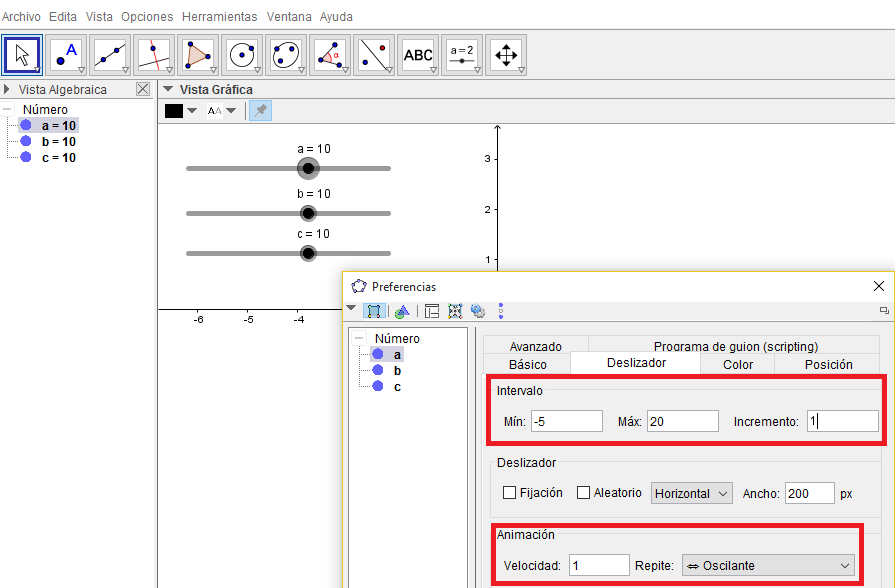 Archivo Edita Vista Opciones Herramientas Ventana Ayuda
A ABC a = 2
Vista Algebraica
Vista Gráfica
AA
Número
a = 10
b = 10
c = 10
a = 10
b = 10
c = 10
3
2
1
-6 -5 -4
Preferencias
Número
a
b
c
Avanzado Programa de guion (scripting)
Básico Deslizador Color Posición
Intervalo
Mín: -5 Máx: 20 Incremento: 1
Deslizador
Fijación Aleatorio Horizontal Ancho: 200 px
Animación
Velocidad: 1 Repite: ⇔ Oscilante